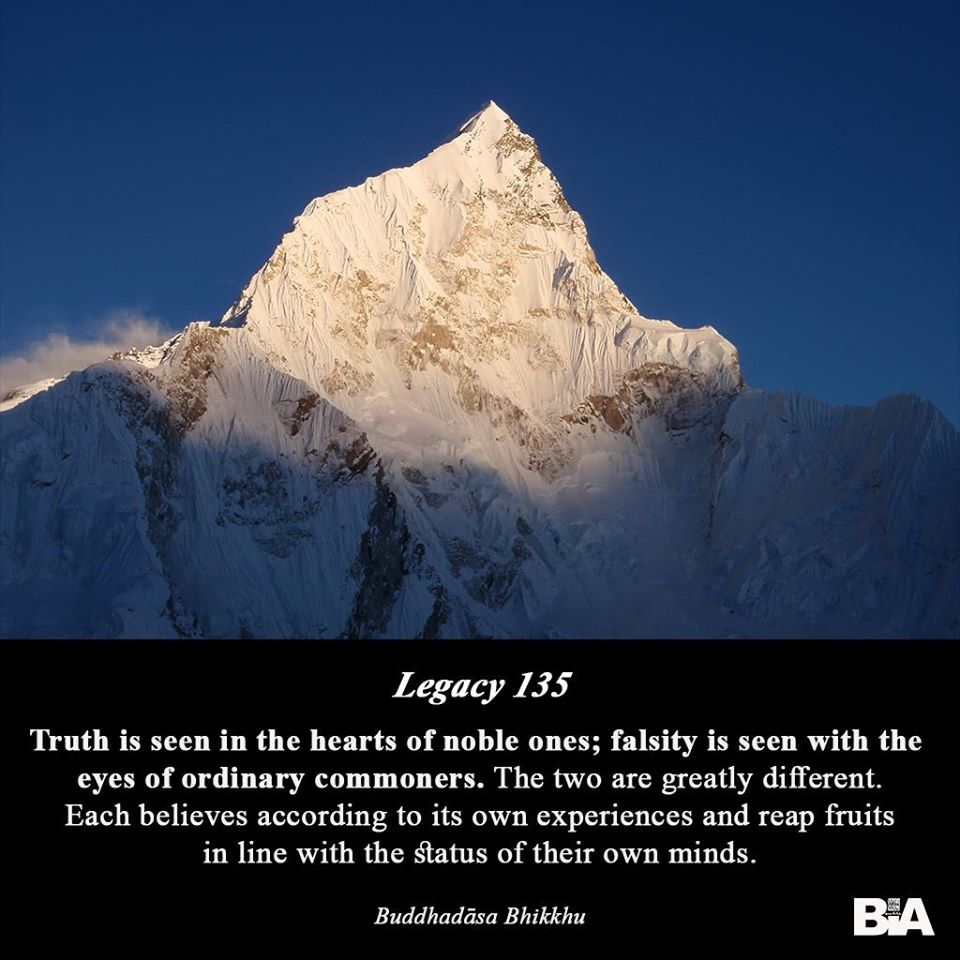 Legacy 135
Truth is seen in the hearts of noble ones; falsity is seen with the
eyes of ordinary commoners. The two are greatly different.
Each believes according to its own experiences and reap fruits
in line with the status of their own minds.
Buddhadāsa Bhikkhu
BIA